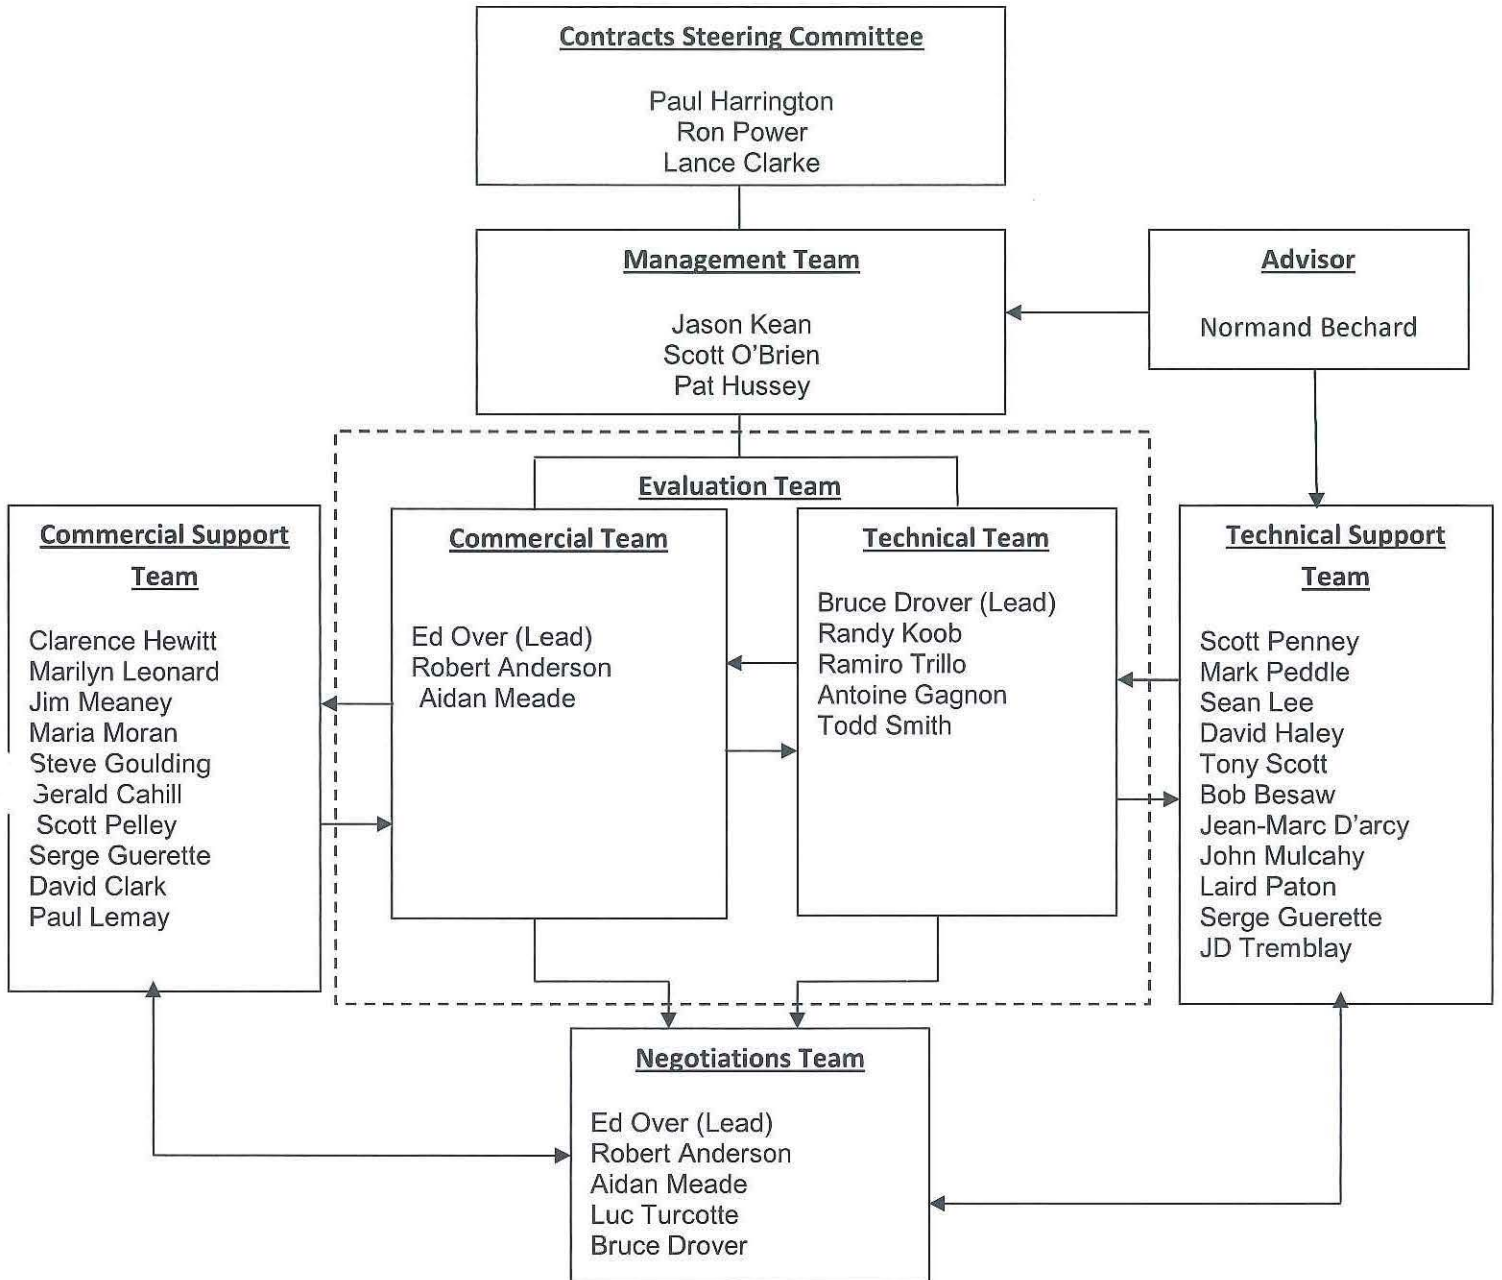 Contracts Steering Committee
Paul Harrington
Ron Power
Lance Clarke
Management Team
Jason Kean
Scott O'Brien
Pat Hussey
Advisor
Normand Bechard
Evaluation Team
Commercial Support
Team
Clarence Hewitt
Marilyn Leonard
Jim Meaney
Maria Moran
Steve Goulding
Gerald Cahill
Scott Pelley
Serge Guerette
David Clark
Paul Lemay
Commercial Team
Ed Over (Lead)
Robert Anderson
Aidan Meade
Technical Team
Bruce Drover (Lead)
Randy Koob
Ramiro Trillo
Antoine Gagnon
Todd Smith
Technical Support
Team
Scott Penney
Mark Peddle
Sean Lee
David Haley
Tony Scott
Bob Besaw
Jean-Marc D'arcy
John Mulcahy
Laird Paton
Serge Guerette
JD Tremblay
Negotiations Team
Ed Over (Lead)
Robert Anderson
Aidan Meade
Luc Turcotte
Bruce Drover